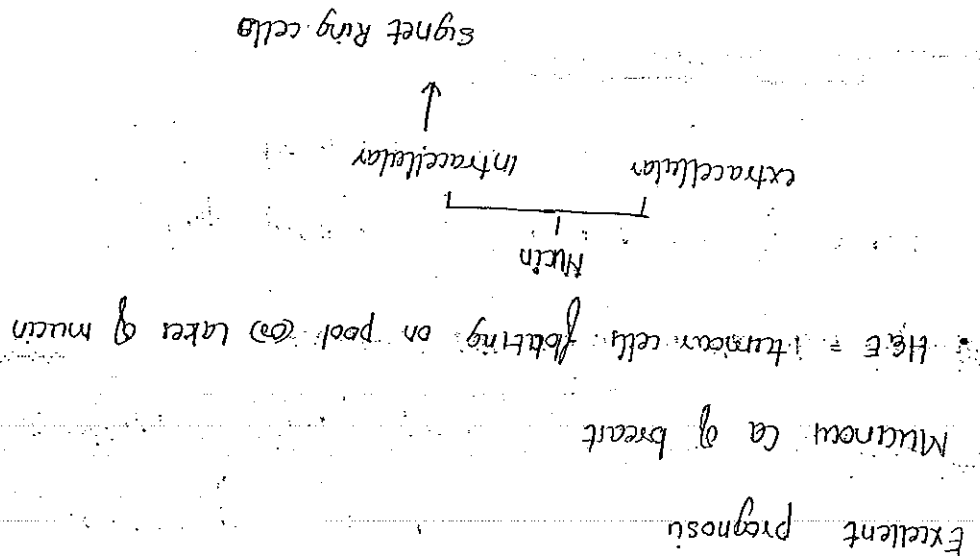 Excellent prognosis
Mucinous Ca of breast
• H&E = tumour cells floating on pool (or) Lakes of mucin
Mucin
extracellular intracellular
↓
Signet Ring cells